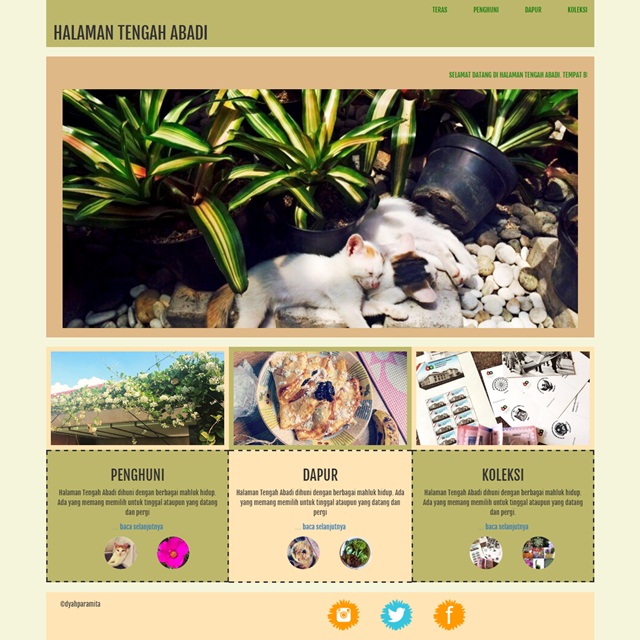 TERAS PENGHUNI DAPUR KOLEKSI
HALAMAN TENGAH ABADI
SELAMAT DATANG DI HALAMAN TENGAH ABADI. TEMPAT B
PENGHUNI
Halaman Tengah Abadi dihuni dengan berbagai mahluk hidup.
Ada yang memang memilih untuk tinggal ataupun yang datang
dan pergi
... baca selanjutnya
DAPUR
Halaman Tengah Abadi dihuni dengan berbagai mahluk hidup. Ada
yang memang memilih untuk tinggal ataupun yang datang dan
pergi
... baca selanjutnya
KOLEKSI
Halaman Tengah Abadi dihuni dengan berbagai mahluk hidup.
Ada yang memang memilih untuk tinggal ataupun yang datang
dan pergi
... baca selanjutnya
©dyahparamita